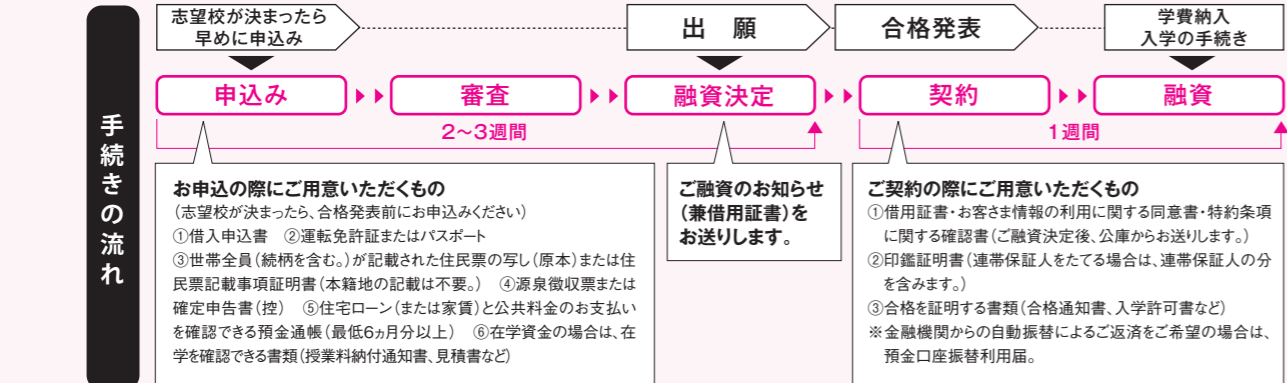 手続きの流れ
志望校が決まったら
早めに申込み
出 願
合格発表
学費納入
入学の手続き
申込み
審査
融資決定
契約
融資
2〜3週間
1週間
お申込の際にご用意いただくもの
(志望校が決まったら、合格発表前にお申込みください)
①借入申込書 ②運転免許証またはパスポート
③世帯全員(続柄を含む。)が記載された住民票の写し(原本)または住
民票記載事項証明書(本籍地の記載は不要。) ④源泉徴収票または
確定申告書(控) ⑤住宅ローン(または家賃)と公共料金のお支払い
を確認できる預金通帳(最低6ヵ月分以上) ⑥在学資金の場合は、在
学を確認できる書類(授業料納付通知書、見積書など)
ご融資のお知らせ
(兼借用証書)を
お送りします。
ご契約の際にご用意いただくもの
①借用証書・お客さま情報の利用に関する同意書・特約条項
に関する確認書(ご融資決定後、公庫からお送りします。)
②印鑑証明書(連帯保証人をたてる場合は、連帯保証人の分
を含みます。)
③合格を証明する書類(合格通知書、入学許可書など)
※金融機関からの自動振替によるご返済をご希望の場合は、
預金口座振替利用届。